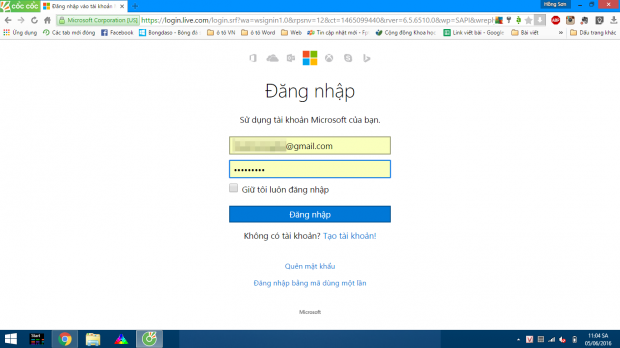 cốc cốc
Đăng nhập vào tài khoản
Hồng Sơn
Microsoft Corporation [US]
https://login.live.com/login.srf?wa=wsignin1.0&rpsnv=12&ct=1465099440&rver=6.5.6510.0&wp=SAPI&wreph
Ứng dụng
Các tab mới đóng
Facebook
Bongdaso - Bóng đá
ô tô VN
ô tô Word
Web
Tin cập nhật mới - F
Cộng đồng Khoa họ
Link viết bài - Google
Bài viết
»
Dấu trang khác
Đăng nhập
Sử dụng tài khoản Microsoft của bạn.
@gmail.com
Giữ tôi luôn đăng nhập
Đăng nhập
Không có tài khoản? Tạo tài khoản!
Quên mật khẩu
Đăng nhập bằng mã dùng một lần
Microsoft
Start
11:04 SA
05/06/2016